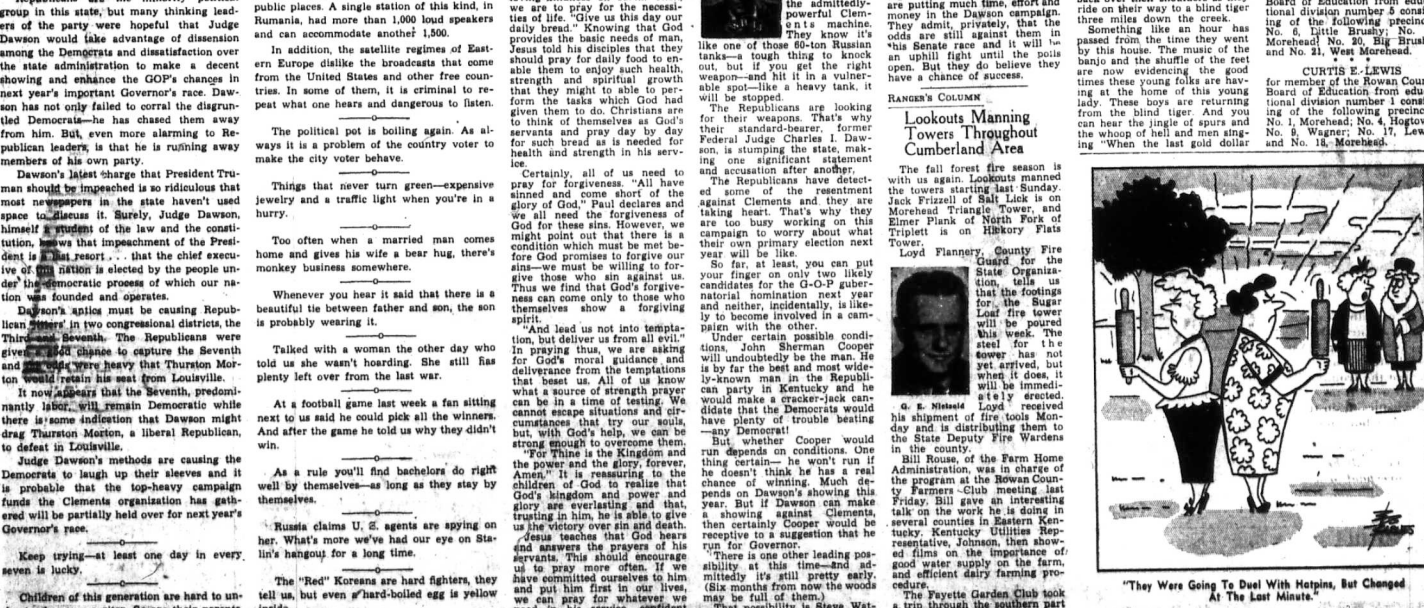 group in this state, but many thinking lead-
ers of the party were hopeful that Judge
Dawson would take advantage of dissension
among the Democrats and dissatisfaction over
the state administration to make a decent
showing and enhance the GOP's chances in
next year's important Governor's race. Daw-
son has not only failed to corral the disgrun-
tled Democrats—he has chased them away
from him. But, even more alarming to Re-
publican leaders, is that he is running away
members of his own party.
Dawson's latest charge that President Tru-
man should be impeached is so ridiculous that
most newspapers in the state haven't used
space to discuss it. Surely, Judge Dawson,
himself a student of the law and the consti-
tution, knows that impeachment of the Presi-
dent is a last resort . . . that the chief execu-
ive of this nation is elected by the people un-
der the democratic process of which our na-
tion was founded and operates.
Dawson's antics must be causing Repub-
lican jitters' in two congressional districts, the
Third and Seventh. The Republicans were
given a good chance to capture the Seventh
and the odds were heavy that Thurston Mor-
ton would retain his seat from Louisville.
It now appears that the Seventh, predomi-
nantly labor, will remain Democratic while
there is some indication that Dawson might
drag Thurston Morton, a liberal Republican,
to defeat in Louisville.
Judge Dawson's methods are causing the
Democrats to laugh up their sleeves and it
is probable that the top-heavy campaign
funds the Clements organization has gath-
ered will be partially held over for next year's
Governor's race.
Keep trying—at least one day in every
seven is lucky.
Children of this generation are hard to un-
public places. A single station of this kind, in
Rumania, had more than 1,000 loud speakers
and can accommodate another 1,500.
In addition, the satellite regimes of East-
ern Europe dislike the broadcasts that come
from the United States and other free coun-
tries. In some of them, it is criminal to re-
peat what one hears and dangerous to listen.
The political pot is boiling again. As al-
ways it is a problem of the country voter to
make the city voter behave.
Things that never turn green—expensive
jewelry and a traffic light when you're in a
hurry.
Too often when a married man comes
home and gives his wife a bear hug, there's
monkey business somewhere.
Whenever you hear it said that there is a
beautiful tie between father and son, the son
is probably wearing it.
Talked with a woman the other day who
told us she wasn't hoarding. She still has
plenty left over from the last war.
At a football game last week a fan sitting
next to us said he could pick all the winners.
And after the game he told us why they didn't
win.
As a rule you'll find bachelors do right
well by themselves—as long as they stay by
themselves.
Russia claims U. S. agents are spying on
her. What's more we've had our eye on Sta-
lin's hangout for a long time.
The "Red" Koreans are hard fighters, they
tell us, but even a hard-boiled egg is yellow
inside.
we are to pray for the necessi-
ties of life. "Give us this day our
daily bread." Knowing that God
provides the basic needs of man,
Jesus told his disciples that they
should pray for daily food to en-
able them to enjoy such health,
strength and spiritual growth
that they might to able to per-
form the tasks which God had
given them to do. Christians are
to think of themselves as God's
servants and pray day by day
for such bread as is needed for
health and strength in his serv-
ice.
Certainly, all of us need to
pray for forgiveness. "All have
sinned and come short of the
glory of God," Paul declares and
we all need the forgiveness of
God for these sins. However, we
might point out that there is a
condition which must be met be-
fore God promises to forgive our
sins—we must be willing to for-
give those who sin against us.
Thus we find that God's forgive-
ness can come only to those who
themselves show a forgiving
spirit.
"And lead us not into tempta-
tion, but deliver us from all evil."
In praying thus, we are asking
for God's moral guidance and
deliverance from the temptations
that beset us. All of us know
what a source of strength prayer
can be in a time of testing. We
cannot escape situations and cir-
cumstances that try our souls,
but, with God's help, we can be
strong enough to overcome them.
"For Thine is the Kingdom and
the power and the glory, forever,
Amen." It is reassuring to the
children of God to realize that
God's kingdom and power and
glory are everlasting and that,
trusting in him, he is able to give
us the victory over sin and death.
Jesus teaches that God hears
and answers the prayers of his
servants. This should encourage
us to pray more often. If we
have committed ourselves to him
and put him first in our lives,
we can pray for whatever we
the admittedly-
powerful Clem-
ents machine.
They know it's
like one of those 60-ton Russian
tanks—a tough thing to knock
out, but if you get the right
weapon—and hit it in a vulner-
able spot—like a heavy tank, it
will be stopped.
The Republicans are looking
for their weapons. That's why
their standard-bearer, former
Federal Judge Charles I. Daw-
son, is stumping the state, mak-
ing one significant statement
and accusation after another.
The Republicans have detect-
ed some of the resentment
against Clements and they are
taking heart. That's why they
are too busy working on this
campaign to worry about what
their own primary election next
year will be like.
So far, at least, you can put
your finger on only two likely
candidates for the G-O-P guber-
natorial nomination next year
and neither, incidentally, is like-
ly to become involved in a cam-
paign with the other.
Under certain possible condi-
tions, John Sherman Cooper
will undoubtedly be the man. He
is by far the best and most wide-
ly-known man in the Republi-
can party in Kentucky and he
would make a cracker-jack can-
didate that the Democrats would
have plenty of trouble beating
—any Democrat!
But whether Cooper would
run depends on conditions. One
thing certain— he won't run if
he doesn't think he has a real
chance of winning. Much de-
pends on Dawson's showing this
year. But if Dawson can make
a showing against Clements,
then certainly Cooper would be
receptive to a suggestion that he
run for Governor.
There is one other leading pos-
sibility at this time—and ad-
mittedly it's still pretty early.
(Six months from now the woods
may be full of them.)
That possibility is Steve Wat-
are putting much time, effort and
money in the Dawson campaign.
They admit, privately, that the
odds are still against them in
this Senate race and it will be
an uphill fight until the polls
open. But they do believe they
have a chance of success.
RANGER'S COLUMN
Lookouts Manning
Towers Throughout
Cumberland Area
The fall forest fire season is
with us again. Lookouts manned
the towers starting last Sunday.
Jack Frizzell of Salt Lick is on
Morehead Triangle Tower, and
Elmer Plank of North Fork of
Triplett is on Hickory Flats
Tower.
Loyd Flannery, County Fire
Guard for the
State Organiza-
tion, tells us
that the footings
for the Sugar
Loaf fire tower
will be poured
this week. The
steel for the
tower has not
yet arrived, but
when it does, it
will be immedi-
ately erected.
Loyd received
G. E. Nietzold
his shipment of fire tools Mon-
day and is distributing them to
the State Deputy Fire Wardens
in the county.
Bill Rouse, of the Farm Home
Administration, was in charge of
the program at the Rowan Coun-
ty Farmers Club meeting last
Friday. Bill gave an interesting
talk on the work he is doing in
several counties in Eastern Ken-
tucky. Kentucky Utilities Rep-
resentative, Johnson, then show-
ed films on the importance of
good water supply on the farm,
and efficient dairy farming pro-
cedure.
The Fayette Garden Club took
a trip through the southern part
ride on their way to a blind tiger
three miles down the creek.
Something like an hour has
passed from the time they went
by this house. The music of the
banjo and the shuffle of the feet
are now evidencing the good
times these young folks are hav-
ing at the home of this young
lady. These boys are returning
from the blind tiger. And you
can hear the jingle of spurs and
the whoop of hell and men sing-
ing "When the last gold dollar
Board of Education from edu
tional division number 5 consi
ing of the following precinc
No. 6, Little Brushy; No.
Morehead; No. 20, Big Brush
and No. 21, West Morehead.
CURTIS E. LEWIS
for member of the Rowan Coun
Board of Education from edu
tional division number 1 consi
ing of the following precinc
No. 1, Morehead; No. 4, Hogtow
No. 9, Wagner; No. 17, Lew
and No. 18, Morehead.
"They Were Going To Duel With Hatpins, But Changed
At The Last Minute."